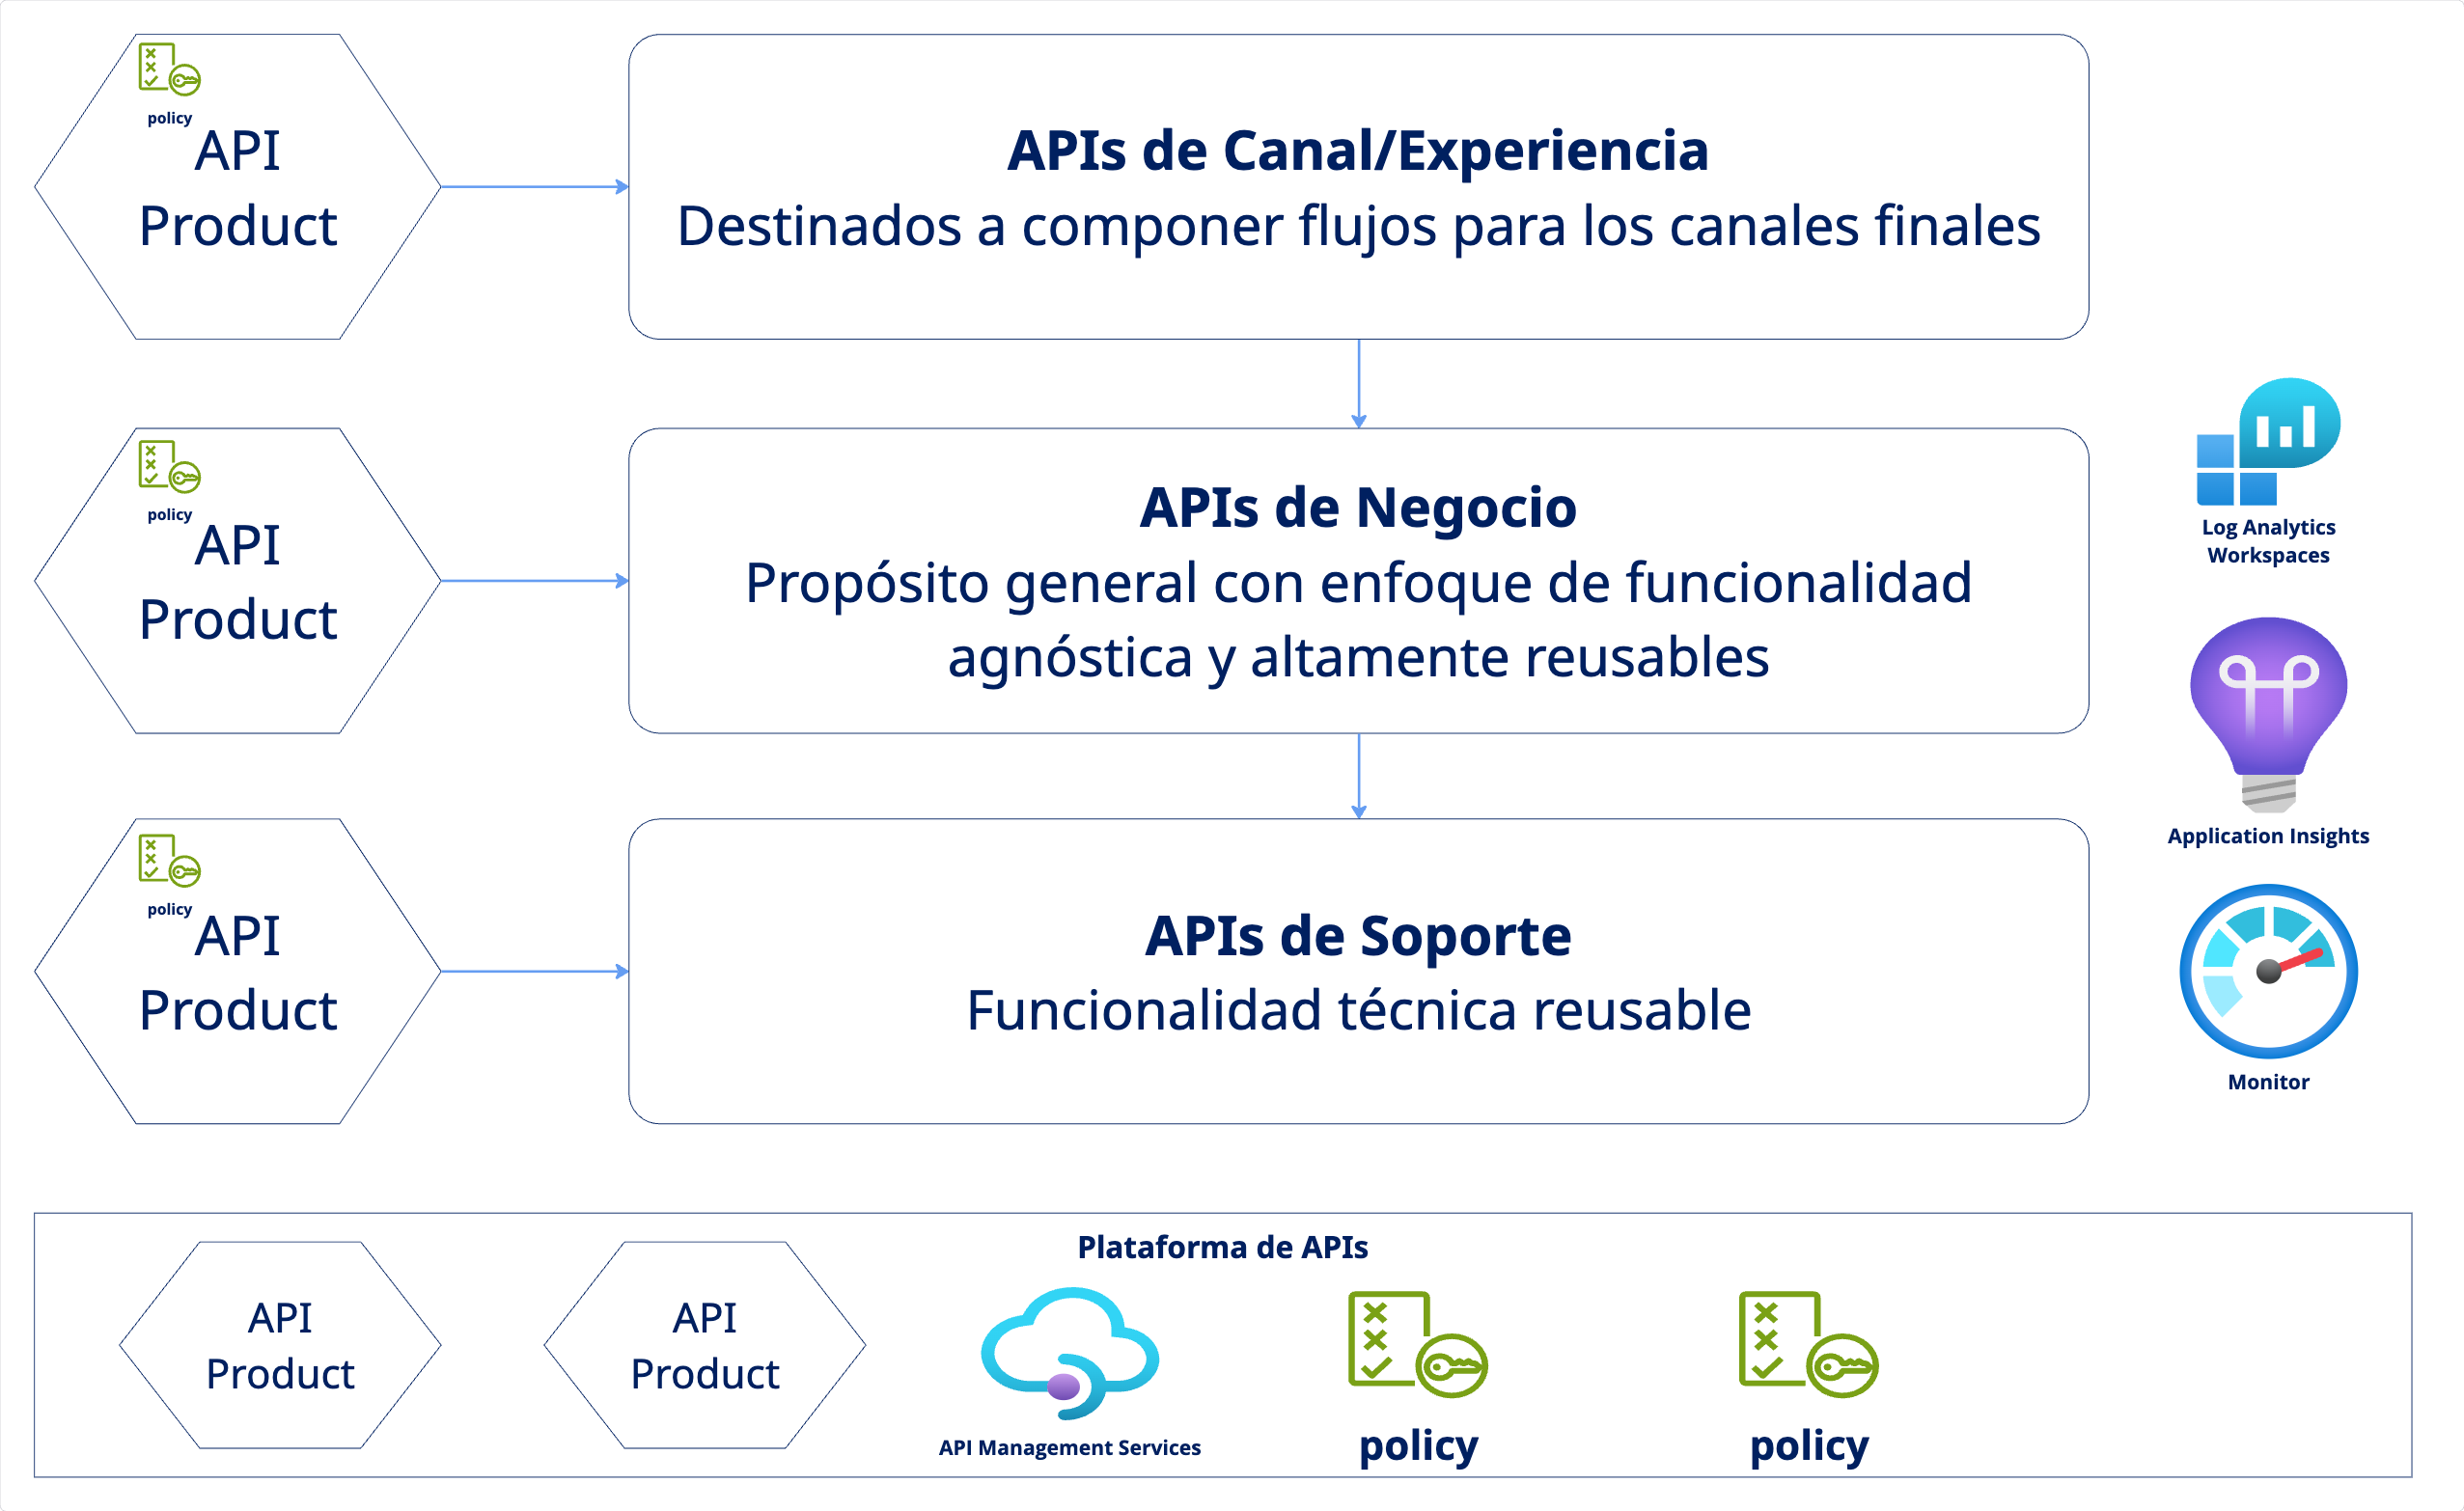 policy
API
Product
APIs de Canal/Experiencia
Destinados a componer flujos para los canales finales
policy
API
Product
APIs de Negocio
Propósito general con enfoque de funcionalidad
agnóstica y altamente reusables
Log Analytics
Workspaces
Application Insights
policy
API
Product
APIs de Soporte
Funcionalidad técnica reusable
Monitor
Plataforma de APIs
API
Product
API
Product
API Management Services
policy
policy